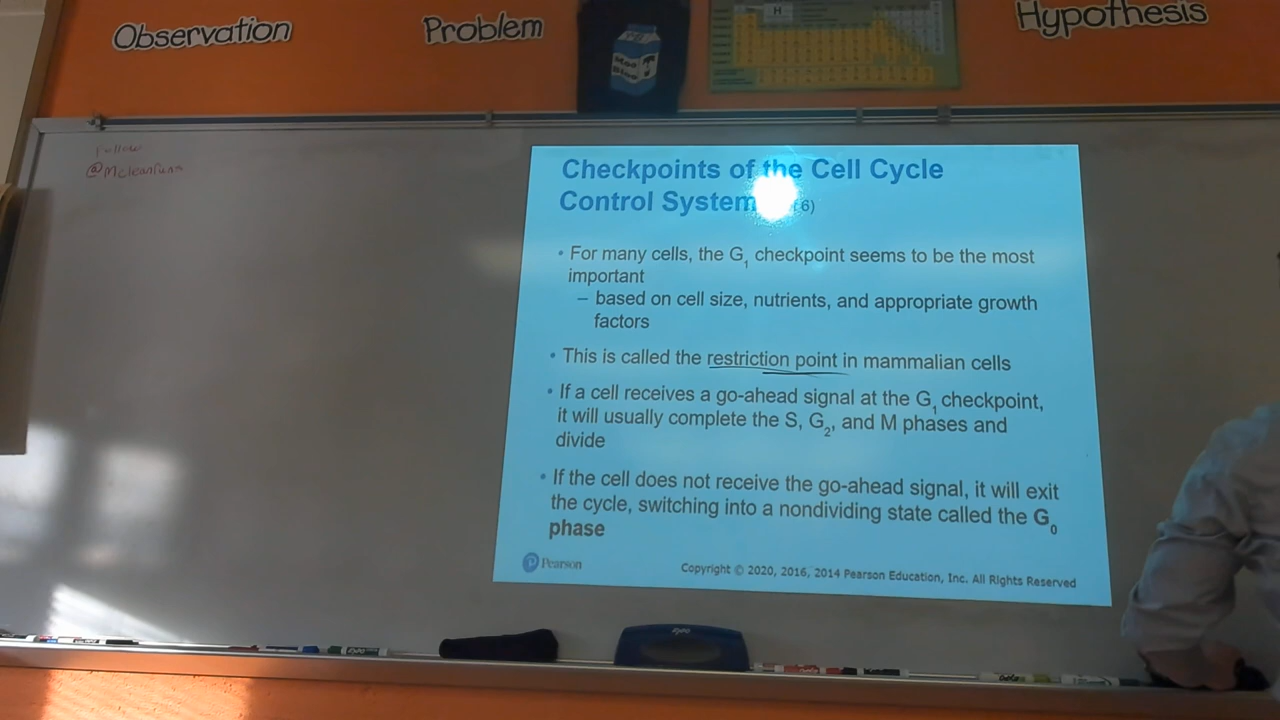 Observation
Problem
Hypothesis
H
Moo
Follow
Checkpoints of the Cell Cycle
Control System
6)
• For many cells, the G1 checkpoint seems to be the most
important
– based on cell size, nutrients, and appropriate growth
factors
• This is called the restriction point in mammalian cells
• If a cell receives a go-ahead signal at the G1 checkpoint,
it will usually complete the S, G2, and M phases and
divide
• If the cell does not receive the go-ahead signal, it will exit
the cycle, switching into a nondividing state called the G0
phase
Pearson
Copyright © 2020, 2016, 2014 Pearson Education, Inc. All Rights Reserved
EXPO